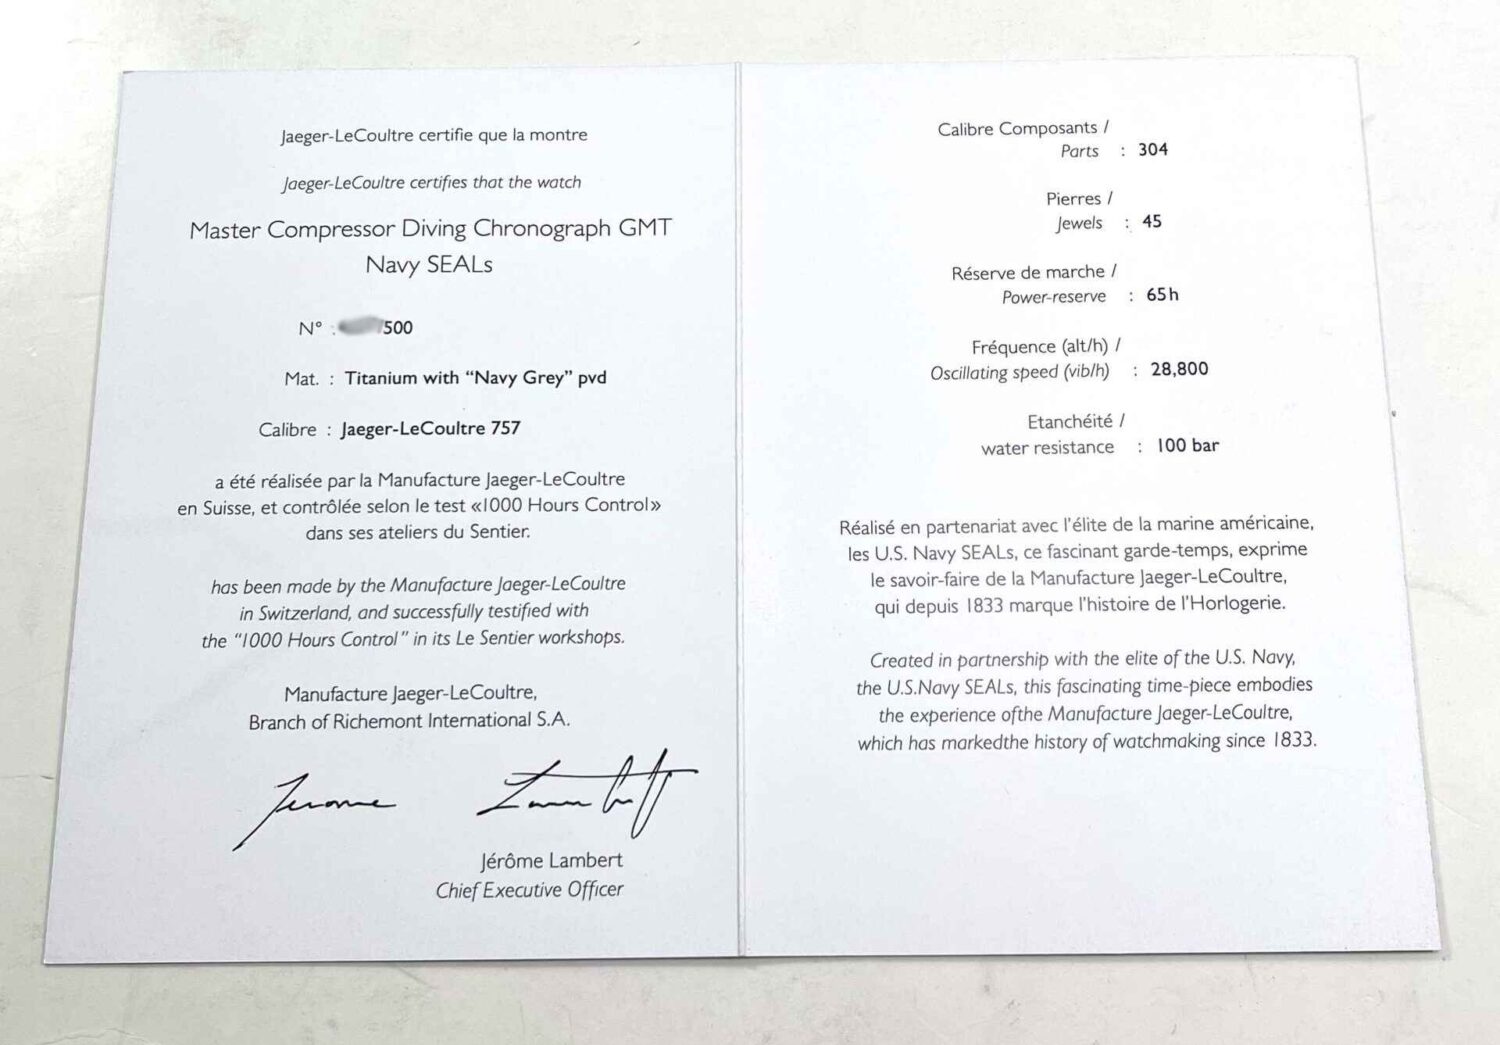 Jaeger-LeCoultre certifie que la montre
Jaeger-LeCoultre certifies that the watch
Master Compressor Diving Chronograph GMT
Navy SEALs
N° : /500
Mat. : Titanium with “Navy Grey” pvd
Calibre : Jaeger-LeCoultre 757
a été réalisée par la Manufacture Jaeger-LeCoultre
en Suisse, et contrôlée selon le test «1000 Hours Control»
dans ses ateliers du Sentier.
has been made by the Manufacture Jaeger-LeCoultre
in Switzerland, and successfully testified with
the “1000 Hours Control” in its Le Sentier workshops.
Manufacture Jaeger-LeCoultre,
Branch of Richemont International S.A.
Jerome Lambert
Jérôme Lambert
Chief Executive Officer
Calibre Composants /
Parts : 304
Pierres /
Jewels : 45
Réserve de marche /
Power-reserve : 65h
Fréquence (alt/h) /
Oscillating speed (vib/h) : 28,800
Etanchéité /
water resistance : 100 bar
Réalisé en partenariat avec l'élite de la marine américaine,
les U.S. Navy SEALs, ce fascinant garde-temps, exprime
le savoir-faire de la Manufacture Jaeger-LeCoultre,
qui depuis 1833 marque l'histoire de l'Horlogerie.
Created in partnership with the elite of the U.S. Navy,
the U.S.Navy SEALs, this fascinating time-piece embodies
the experience ofthe Manufacture Jaeger-LeCoultre,
which has markedthe history of watchmaking since 1833.